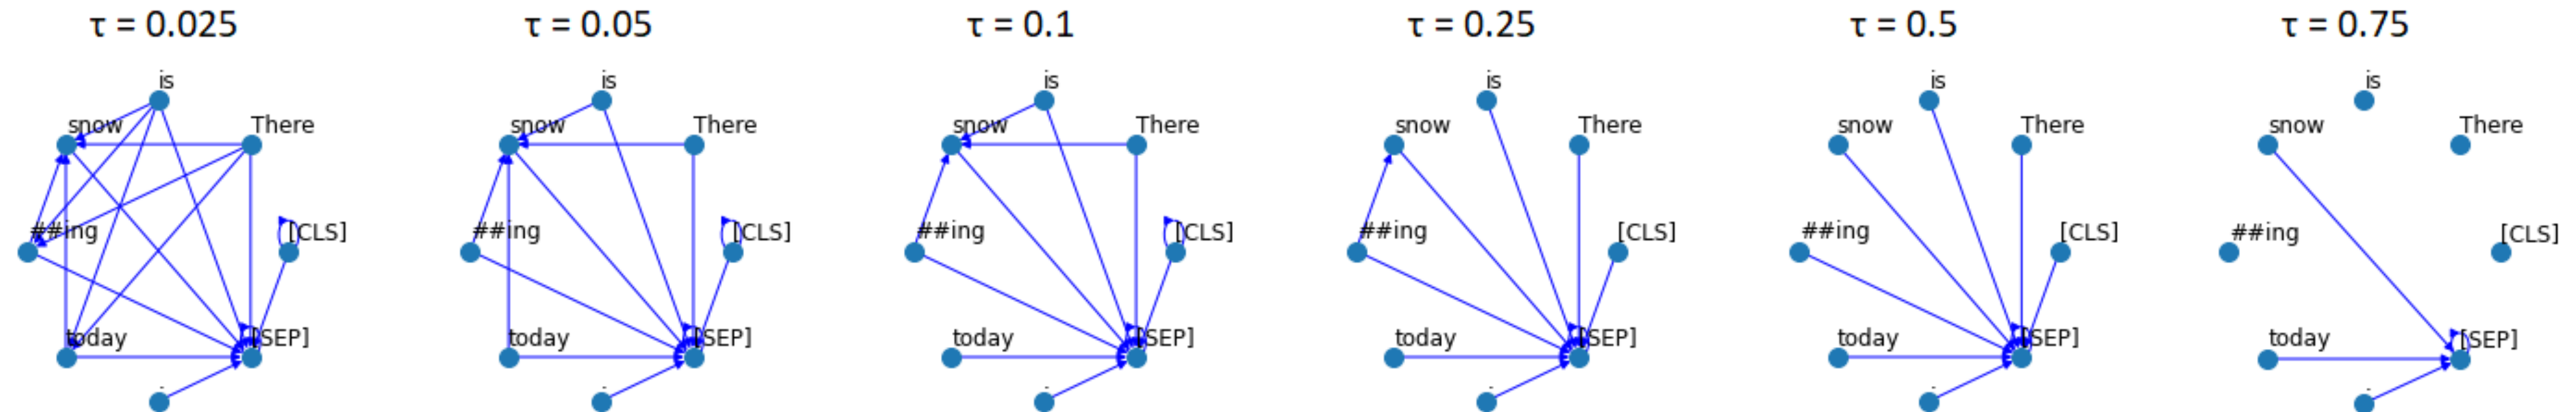 τ = 0.025 τ = 0.05 τ = 0.1 τ = 0.25 τ = 0.5 τ = 0.75
is is is is is is
snow There snow There snow There snow There snow There snow There
##ing [CLS] ##ing [CLS] ##ing [CLS] ##ing [CLS] ##ing [CLS] ##ing [CLS]
today [SEP] today [SEP] today [SEP] today [SEP] today [SEP] today [SEP]
. . . . . .